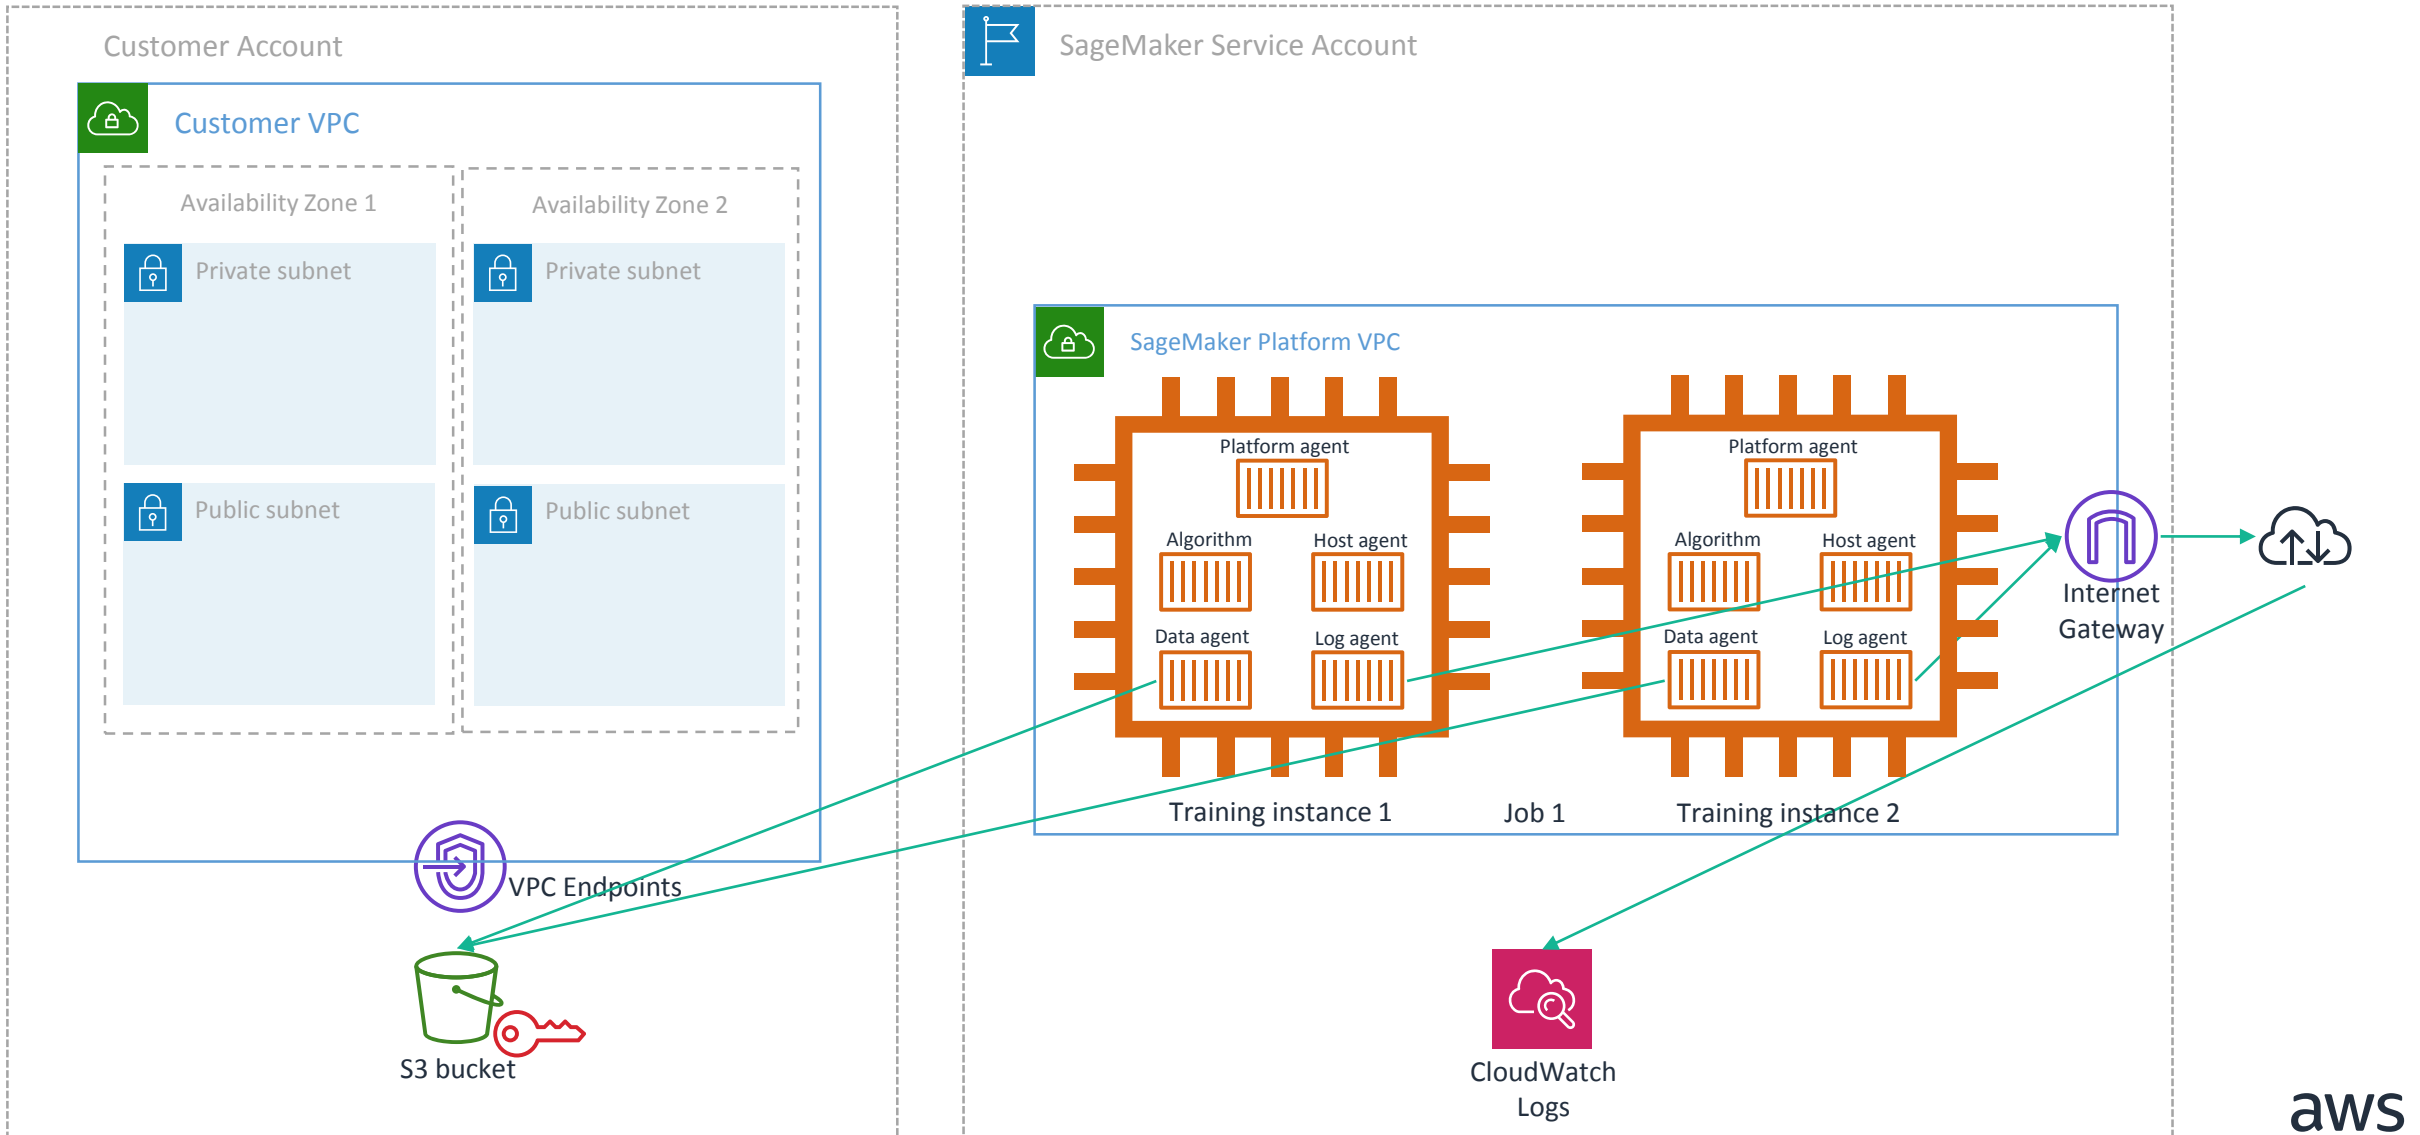 Customer Account
Customer VPC
Availability Zone 1
Availability Zone 2
Private subnet
Private subnet
Public subnet
Public subnet
VPC Endpoints
S3 bucket
SageMaker Service Account
SageMaker Platform VPC
Platform agent
Algorithm
Host agent
Data agent
Log agent
Training instance 1
Job 1
Platform agent
Algorithm
Host agent
Data agent
Log agent
Training instance 2
Internet
Gateway
CloudWatch
Logs
aws